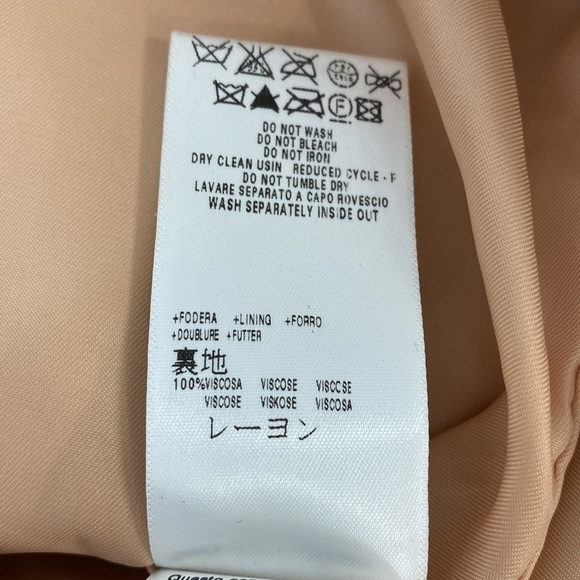 DO NOT WASH
DO NOT BLEACH
DO NOT IRON
DRY CLEAN USIN REDUCED CYCLE - F
DO NOT TUMBLE DRY
LAVARE SEPARATO A CAPO ROVESCIO
WASH SEPARATELY INSIDE OUT
+FODERA +LINING +FORRO
+DOUBLURE +FUTTER
裏地
100%VISCOSA VISCOSE VISCOSE
VISCOSE VISKOSE VISCOSA
レーヨン
Questo